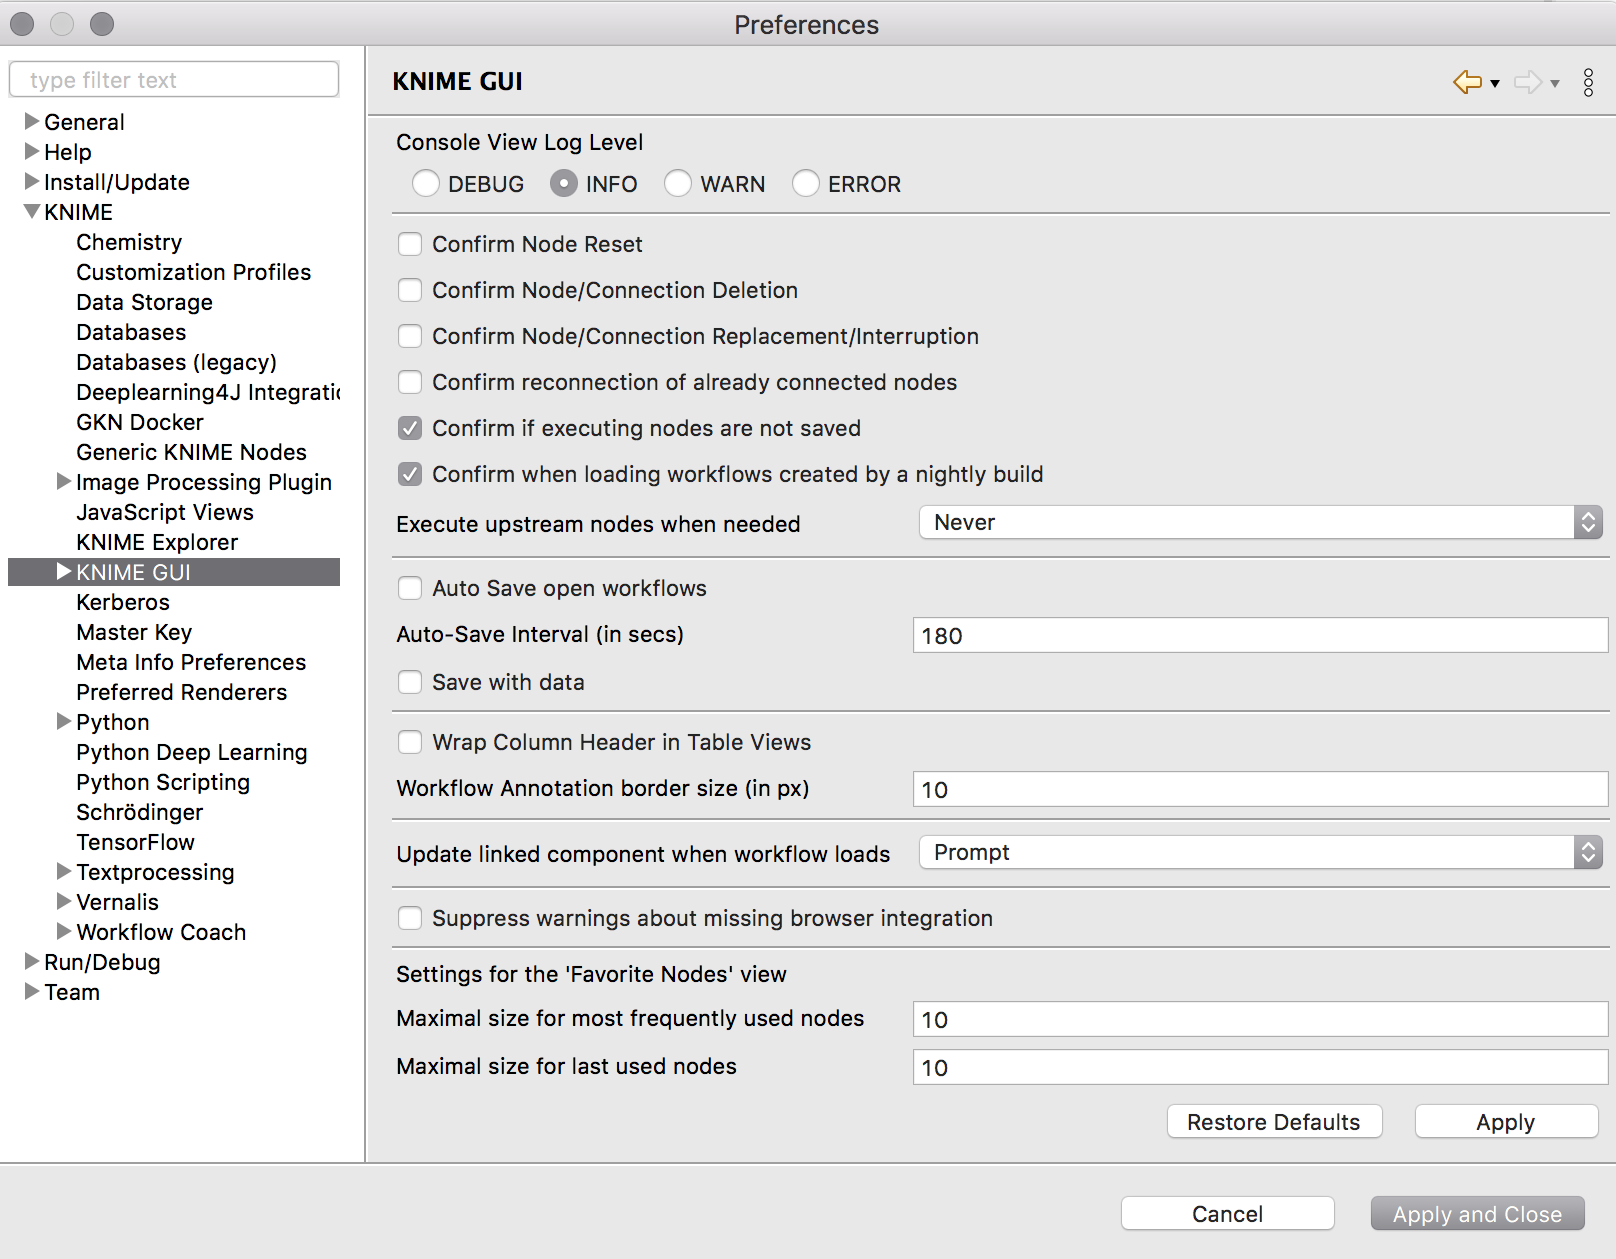 Preferences
type filter text
General
Help
Install/Update
KNIME
Chemistry
Customization Profiles
Data Storage
Databases
Databases (legacy)
Deeplearning4J Integratio
GKN Docker
Generic KNIME Nodes
Image Processing Plugin
JavaScript Views
KNIME Explorer
KNIME GUI
Kerberos
Master Key
Meta Info Preferences
Preferred Renderers
Python
Python Deep Learning
Python Scripting
Schrödinger
TensorFlow
Textprocessing
Vernalis
Workflow Coach
Run/Debug
Team
KNIME GUI
Console View Log Level
DEBUG INFO WARN ERROR
Confirm Node Reset
Confirm Node/Connection Deletion
Confirm Node/Connection Replacement/Interruption
Confirm reconnection of already connected nodes
Confirm if executing nodes are not saved
Confirm when loading workflows created by a nightly build
Execute upstream nodes when needed Never
Auto Save open workflows
Auto-Save Interval (in secs) 180
Save with data
Wrap Column Header in Table Views
Workflow Annotation border size (in px) 10
Update linked component when workflow loads Prompt
Suppress warnings about missing browser integration
Settings for the 'Favorite Nodes' view
Maximal size for most frequently used nodes 10
Maximal size for last used nodes 10
Restore Defaults Apply
Cancel Apply and Close